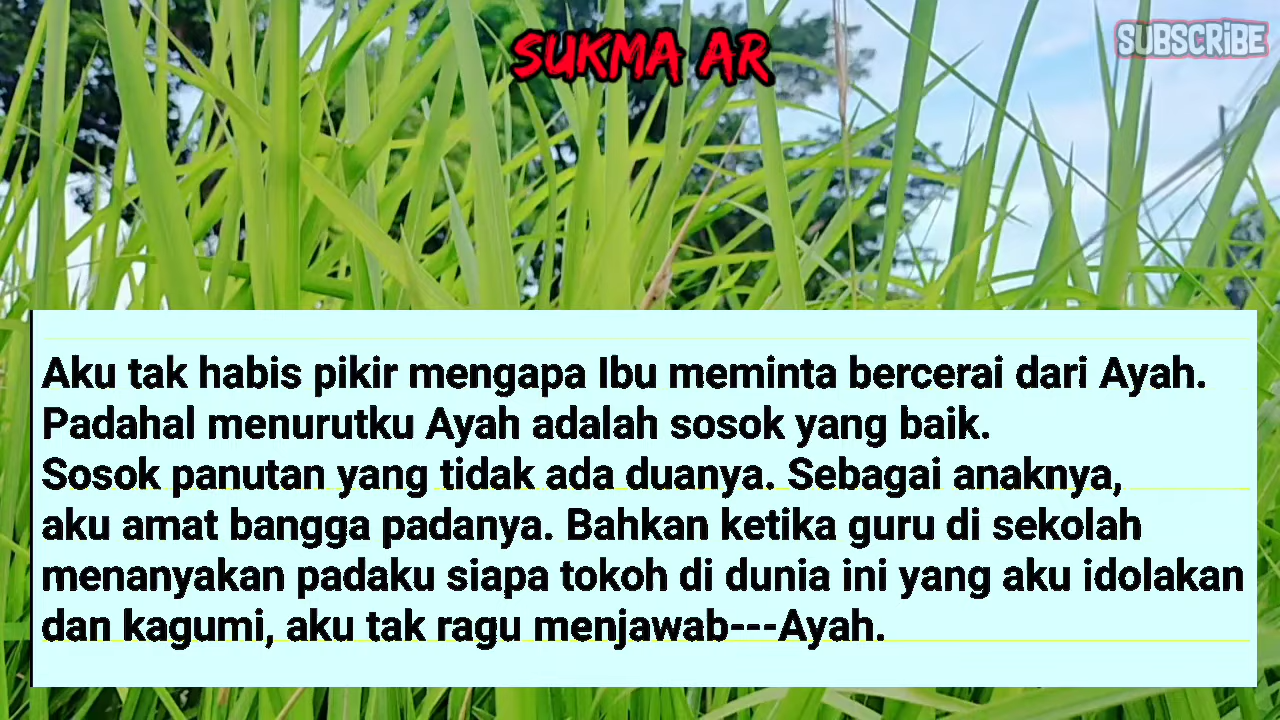 SUKMA AR
SUBSCRiBE
Aku tak habis pikir mengapa Ibu meminta bercerai dari Ayah.
Padahal menurutku Ayah adalah sosok yang baik.
Sosok panutan yang tidak ada duanya. Sebagai anaknya,
aku amat bangga padanya. Bahkan ketika guru di sekolah
menanyakan padaku siapa tokoh di dunia ini yang aku idolakan
dan kagumi, aku tak ragu menjawab---Ayah.